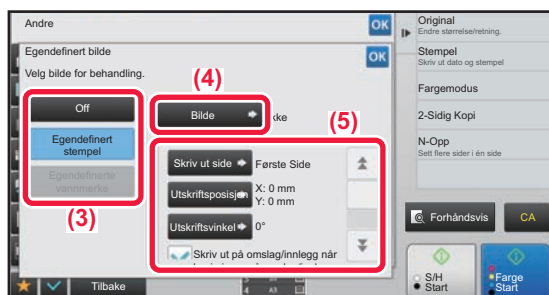 Andre
OK
Egendefinert bilde
OK
Velg bilde for behandling.
(4)
Off
Bilde
kke
(5)
Egendefinert
stempel
Egendefinerte
vannmerke
(3)
Skriv ut side
Første Side
Utskriftsposisjon
X: 0 mm
Y: 0 mm
Utskriftsvinkel
0°
Skriv ut på omslag/innlegg når
Tilbake
4
A3
Original
Endre størrelse/retning.
Stempel
Skriv ut dato og stempel
Fargemodus
2-Sidig Kopi
N-Opp
Sett flere sider i én side
Forhåndsvis
CA
S/H
Start
Farge
Start